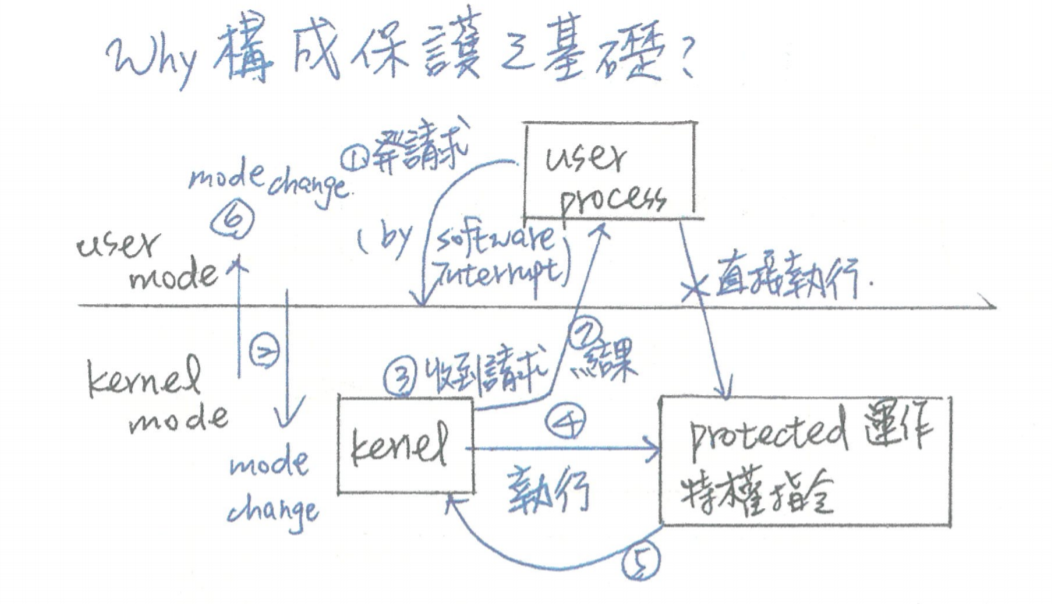 Why 構成保護之基礎?
①發請求
user process
mode change
⑥
(by software Interrupt)
user mode
直接執行.
②
kernel mode
③收到請求
⑦結果
④
kernel
執行
protected 運作
特權指令
mode change
⑤